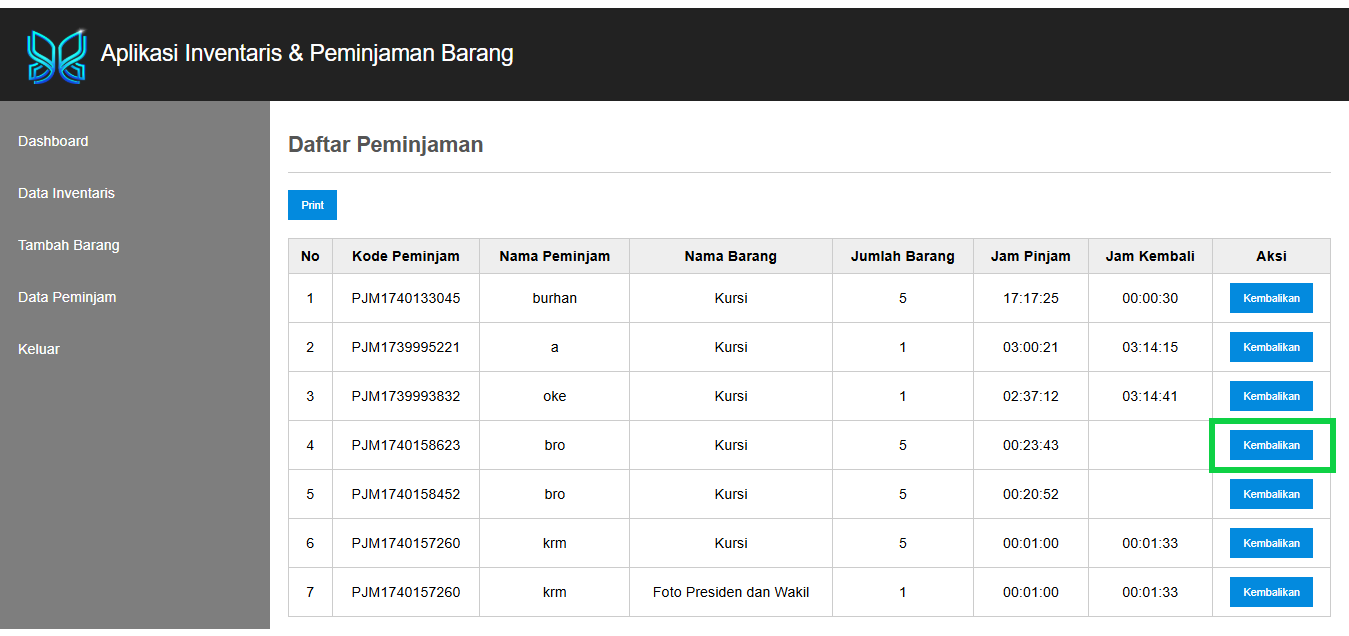 Aplikasi Inventaris & Peminjaman Barang
Dashboard
Data Inventaris
Tambah Barang
Data Peminjam
Keluar
Daftar Peminjaman
Print
No Kode Peminjam Nama Peminjam Nama Barang Jumlah Barang Jam Pinjam Jam Kembali Aksi
1 PJM1740133045 burhan Kursi 5 17:17:25 00:00:30 Kembalikan
2 PJM1739995221 a Kursi 1 03:00:21 03:14:15 Kembalikan
3 PJM1739993832 oke Kursi 1 02:37:12 03:14:41 Kembalikan
4 PJM1740158623 bro Kursi 5 00:23:43 Kembalikan
5 PJM1740158452 bro Kursi 5 00:20:52 Kembalikan
6 PJM1740157260 krm Kursi 5 00:01:00 00:01:33 Kembalikan
7 PJM1740157260 krm Foto Presiden dan Wakil 1 00:01:00 00:01:33 Kembalikan